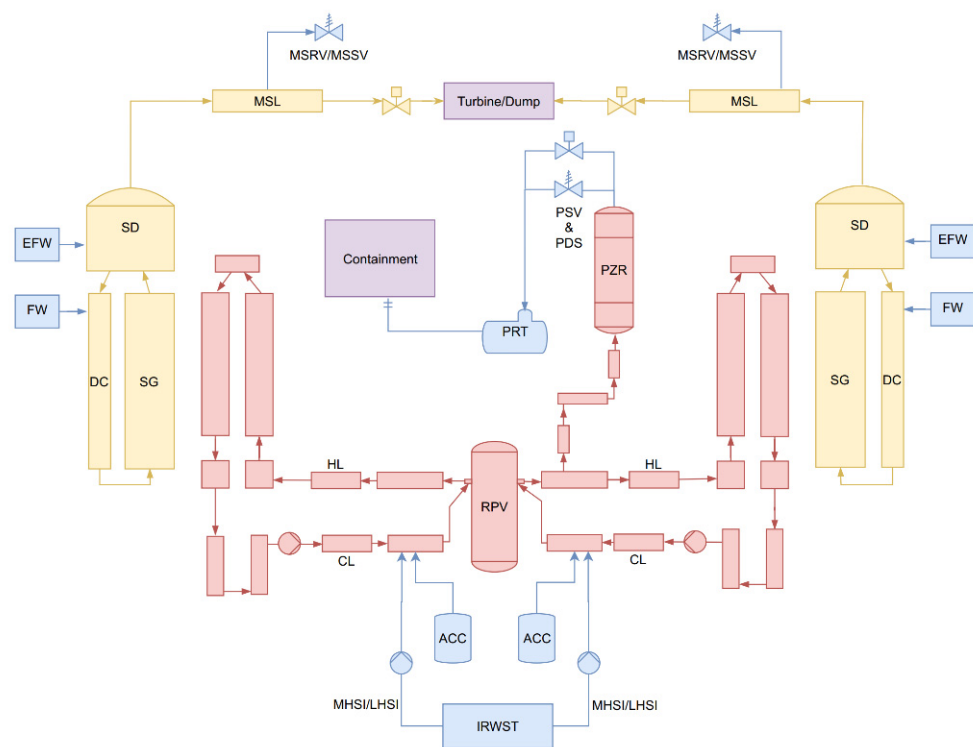 MSRV/MSSV
MSRV/MSSV
MSL
Turbine/Dump
MSL
PSV
&
PDS
SD
EFW
Containment
PZR
SD
EFW
FW
PRT
FW
DC
SG
SG
DC
HL
HL
RPV
CL
CL
ACC
ACC
MHSI/LHSI
IRWST
MHSI/LHSI